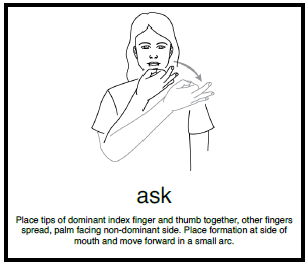 ask
Place tips of dominant index finger and thumb together, other fingers
spread, palm facing non-dominant side. Place formation at side of
mouth and move forward in a small arc.